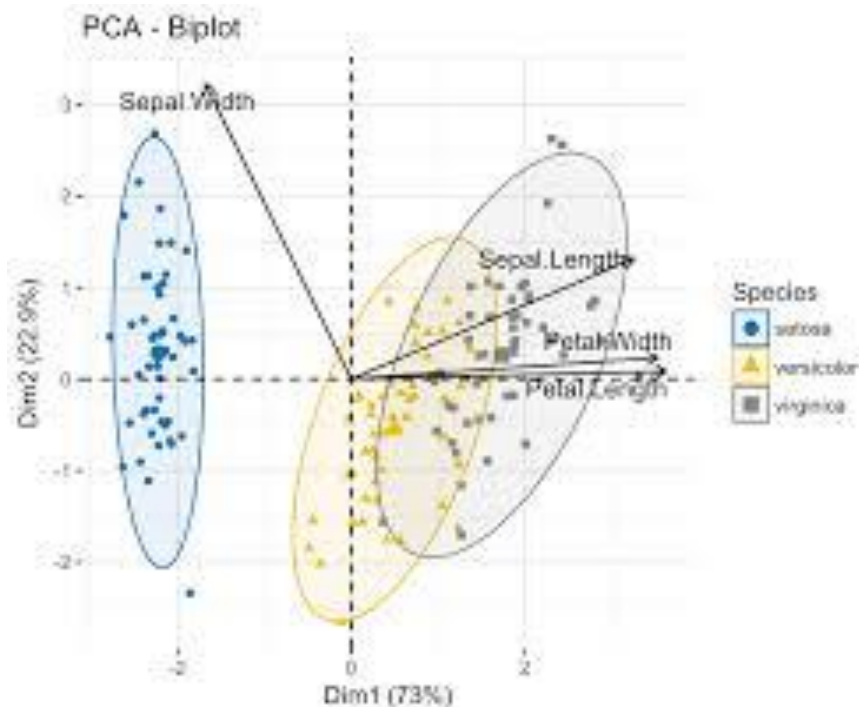 PCA - Biplot
Sepal.Width
Sepal.Length
Petal.Width
Petal.Length
Dim2 (22.9%)
3
2
1
0
-1
-2
-2
0
2
Dim1 (73%)
Species
setosa
versicolor
virginica